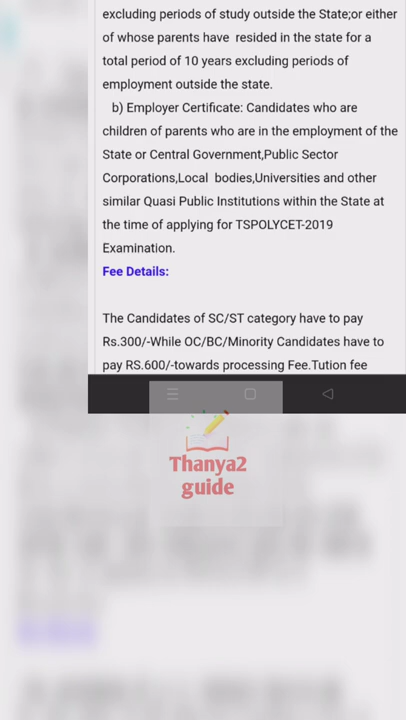 excluding periods of study outside the State;or either
of whose parents have resided in the state for a
total period of 10 years excluding periods of
employment outside the state.
b) Employer Certificate: Candidates who are
children of parents who are in the employment of the
State or Central Government,Public Sector
Corporations,Local bodies,Universities and other
similar Quasi Public Institutions within the State at
the time of applying for TSPOLYCET-2019
Examination.
Fee Details:
The Candidates of SC/ST category have to pay
Rs.300/-While OC/BC/Minority Candidates have to
pay RS.600/-towards processing Fee.Tution fee
Thanya2
guide